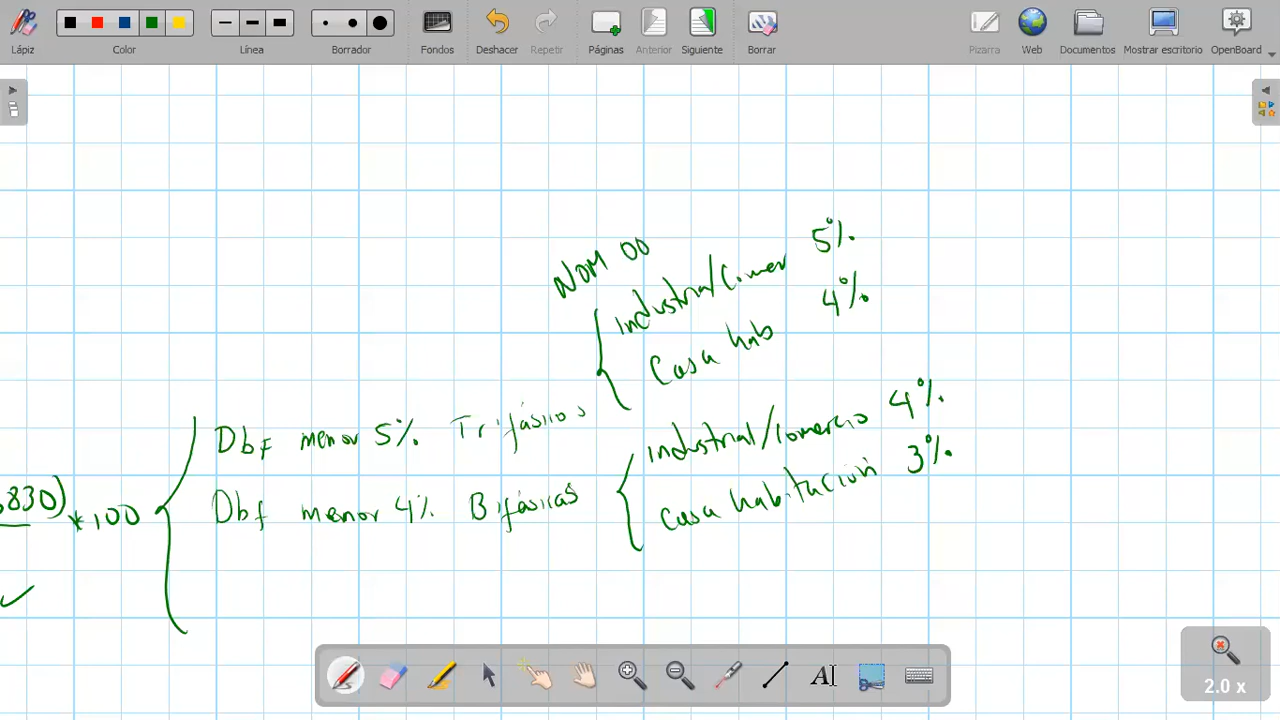 Lápiz Color Línea Borrador Fondos Deshacer Repetir Páginas Anterior Siguiente Borrar Pizarra Web Documentos Mostrar escritorio OpenBoard
NOM 00
industrial/Comer 5%
Casa hab 4%
Dbf menor 5% Trifásicos
industrial/Comercio 4%
Dbf menor 4% Bifásicas
casa habitación 3%
830) *100
2.0 x